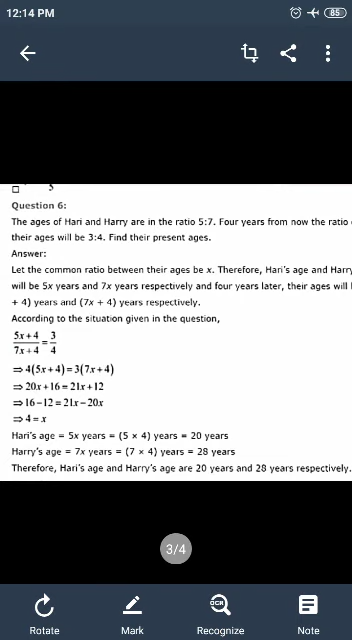 12:14 PM
85
5
Question 6:
The ages of Hari and Harry are in the ratio 5:7. Four years from now the ratio
their ages will be 3:4. Find their present ages.
Answer:
Let the common ratio between their ages be x. Therefore, Hari's age and Harry
will be 5x years and 7x years respectively and four years later, their ages will
+ 4) years and (7x + 4) years respectively.
According to the situation given in the question,
5x+4/7x+4=3/4
⇒4(5x+4)=3(7x+4)
⇒20x+16=21x+12
⇒16−12=21x−20x
⇒4=x
Hari's age = 5x years = (5 × 4) years = 20 years
Harry's age = 7x years = (7 × 4) years = 28 years
Therefore, Hari's age and Harry's age are 20 years and 28 years respectively.
3/4
OCR
Rotate Mark Recognize Note